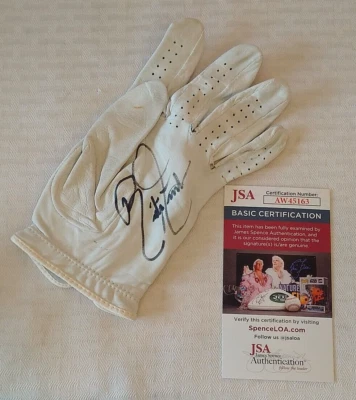 JSA
Certification Number:
AW45163
BASIC CERTIFICATION
This item has been fully examined by
James Spence Authentication, and
it is our considered opinion that the
signature(s) is/are genuine.
Verify this certification by visiting
SpenceLOA.com
Follow us @jsaloa
JSA
James Spence
Authentication